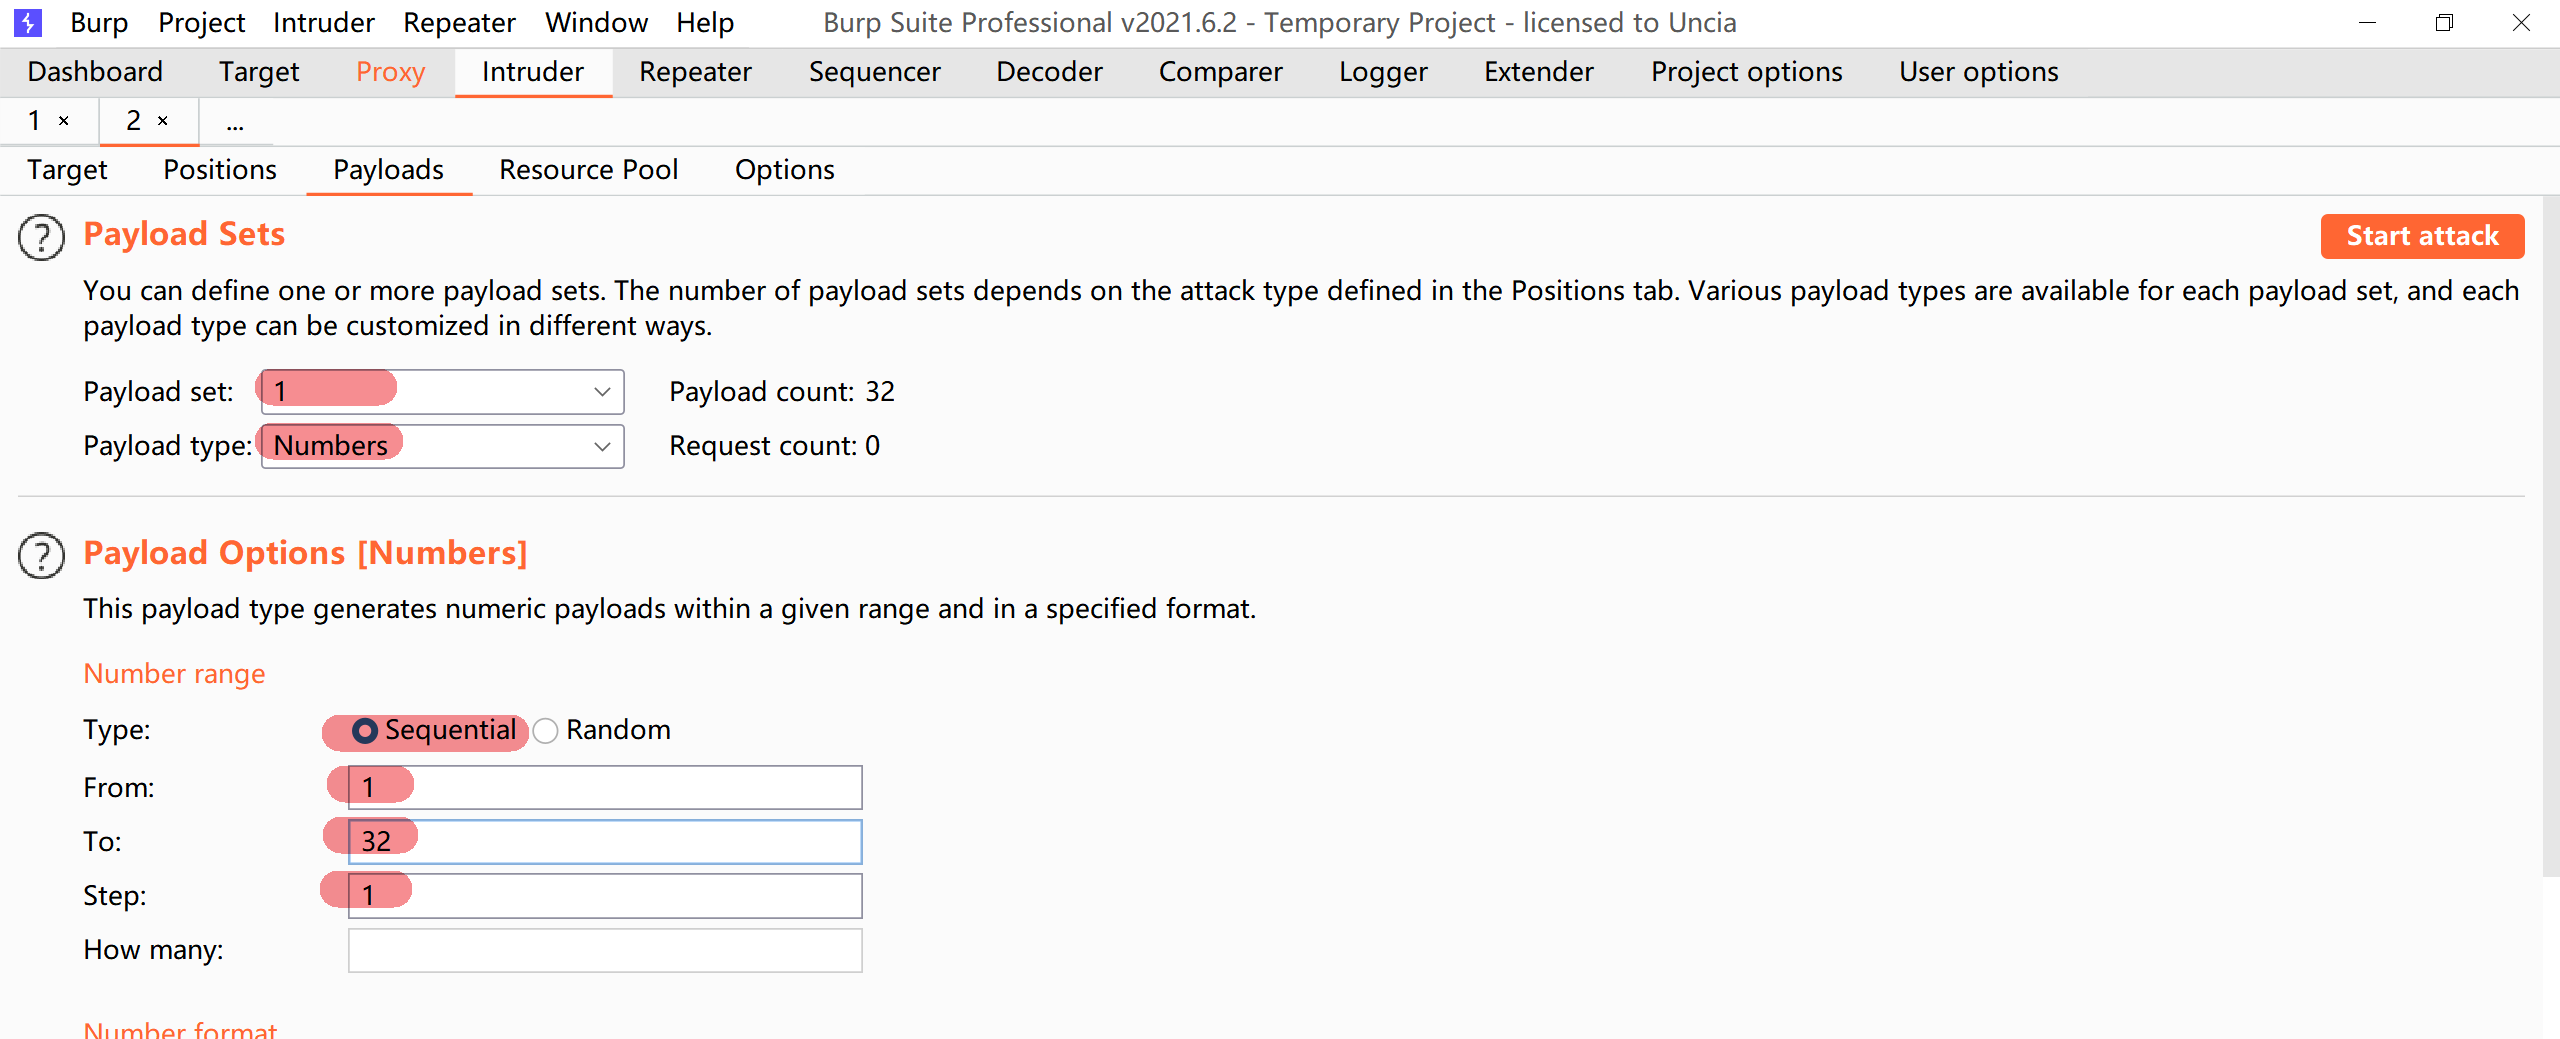 Burp Project Intruder Repeater Window Help Burp Suite Professional v2021.6.2 - Temporary Project - licensed to Uncia
Dashboard Target Proxy Intruder Repeater Sequencer Decoder Comparer Logger Extender Project options User options
1 × 2 × ...
Target Positions Payloads Resource Pool Options
? Payload Sets Start attack
You can define one or more payload sets. The number of payload sets depends on the attack type defined in the Positions tab. Various payload types are available for each payload set, and each
payload type can be customized in different ways.
Payload set: 1 Payload count: 32
Payload type: Numbers Request count: 0
? Payload Options [Numbers]
This payload type generates numeric payloads within a given range and in a specified format.
Number range
Type: Sequential Random
From: 1
To: 32
Step: 1
How many:
Number format